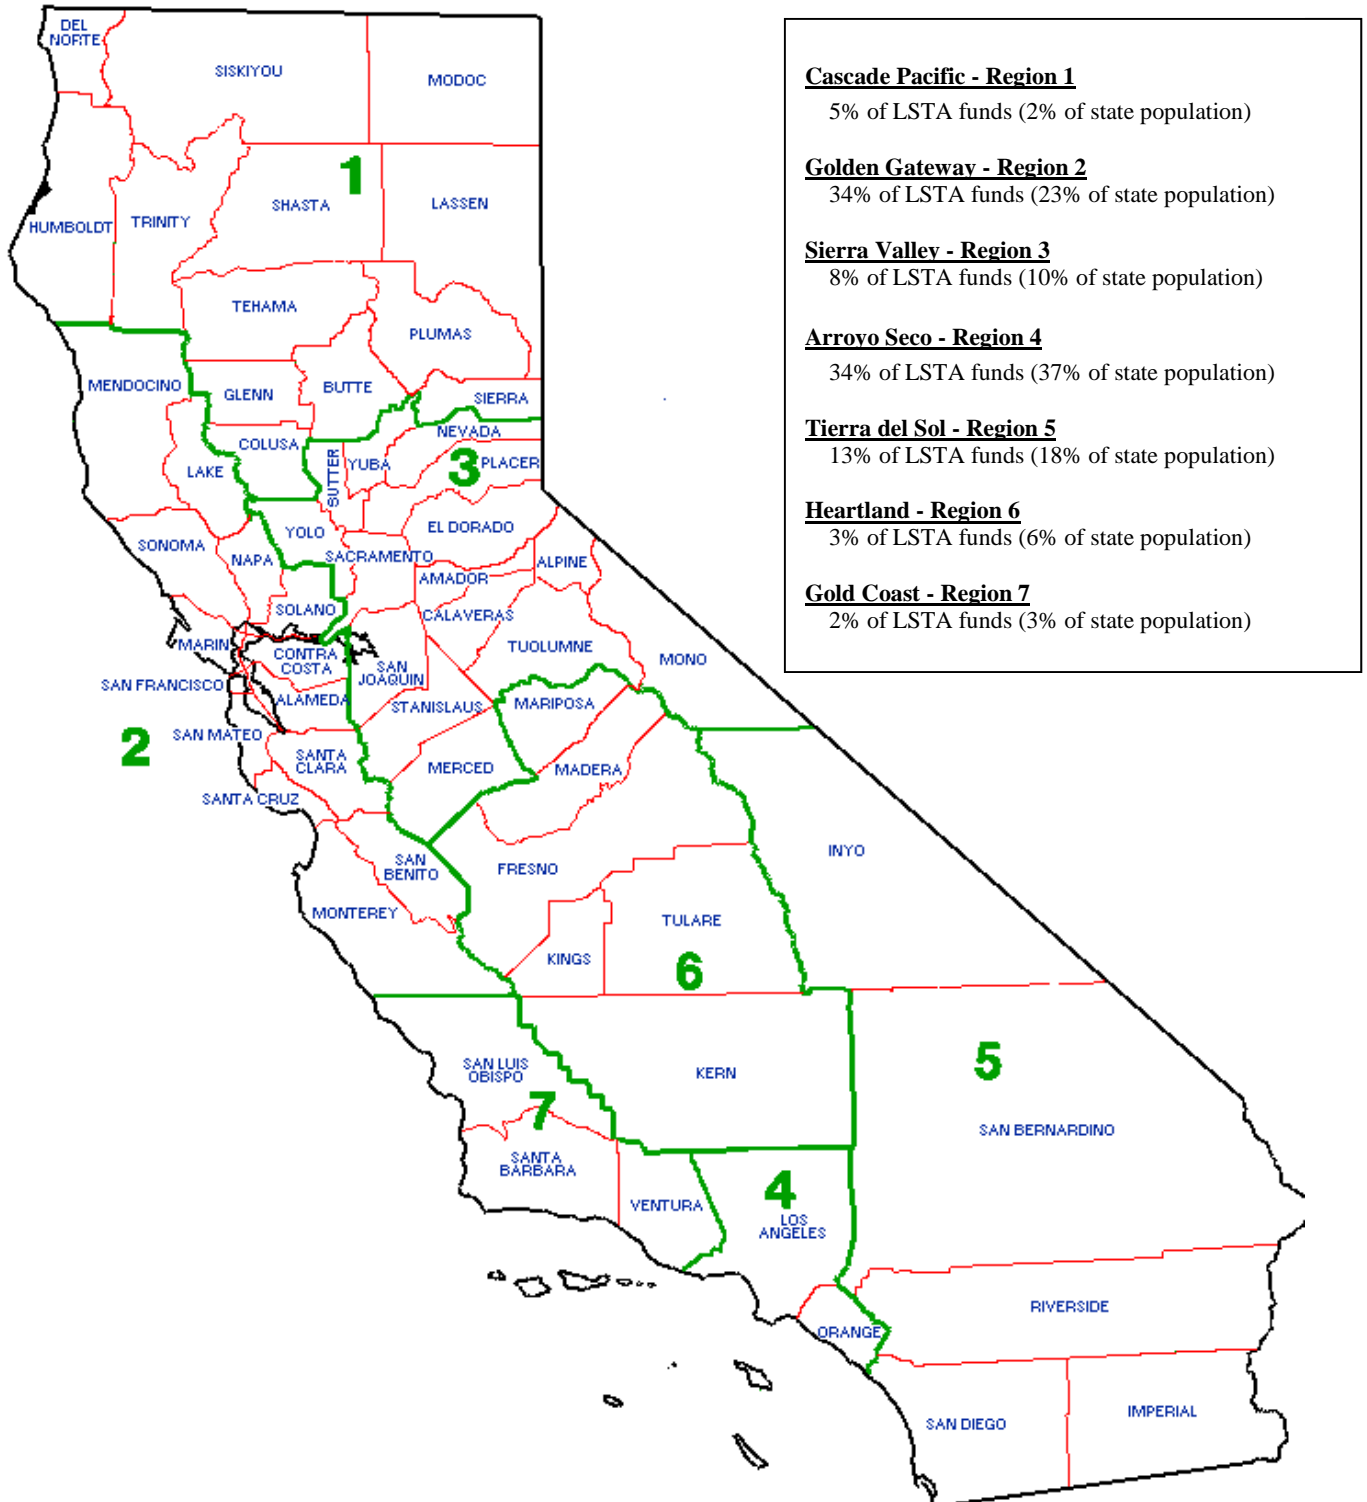 DEL
NORTE
SISKIYOU
MODOC
1
HUMBOLDT
TRINITY
SHASTA
LASSEN
TEHAMA
PLUMAS
MENDOCINO
GLENN
BUTTE
SIERRA
COLUSA
NEVADA
LAKE
SUTTER
YUBA
3
PLACER
SONOMA
NAPA
YOLO
EL DORADO
SACRAMENTO
ALPINE
AMADOR
SOLANO
CALAVERAS
MARIN
CONTRA
COSTA
TUOLUMNE
MONO
SAN
JOAQUIN
SAN FRANCISCO
ALAMEDA
STANISLAUS
MARIPOSA
2
SAN MATEO
SANTA
CLARA
MERCED
MADERA
SANTA CRUZ
SAN
BENITO
FRESNO
INYO
MONTEREY
TULARE
KINGS
6
SAN LUIS
OBISPO
KERN
5
7
SAN BERNARDINO
SANTA
BARBARA
VENTURA
4
LOS
ANGELES
RIVERSIDE
ORANGE
SAN DIEGO
IMPERIAL
Cascade Pacific - Region 1
5% of LSTA funds (2% of state population)
Golden Gateway - Region 2
34% of LSTA funds (23% of state population)
Sierra Valley - Region 3
8% of LSTA funds (10% of state population)
Arroyo Seco - Region 4
34% of LSTA funds (37% of state population)
Tierra del Sol - Region 5
13% of LSTA funds (18% of state population)
Heartland - Region 6
3% of LSTA funds (6% of state population)
Gold Coast - Region 7
2% of LSTA funds (3% of state population)